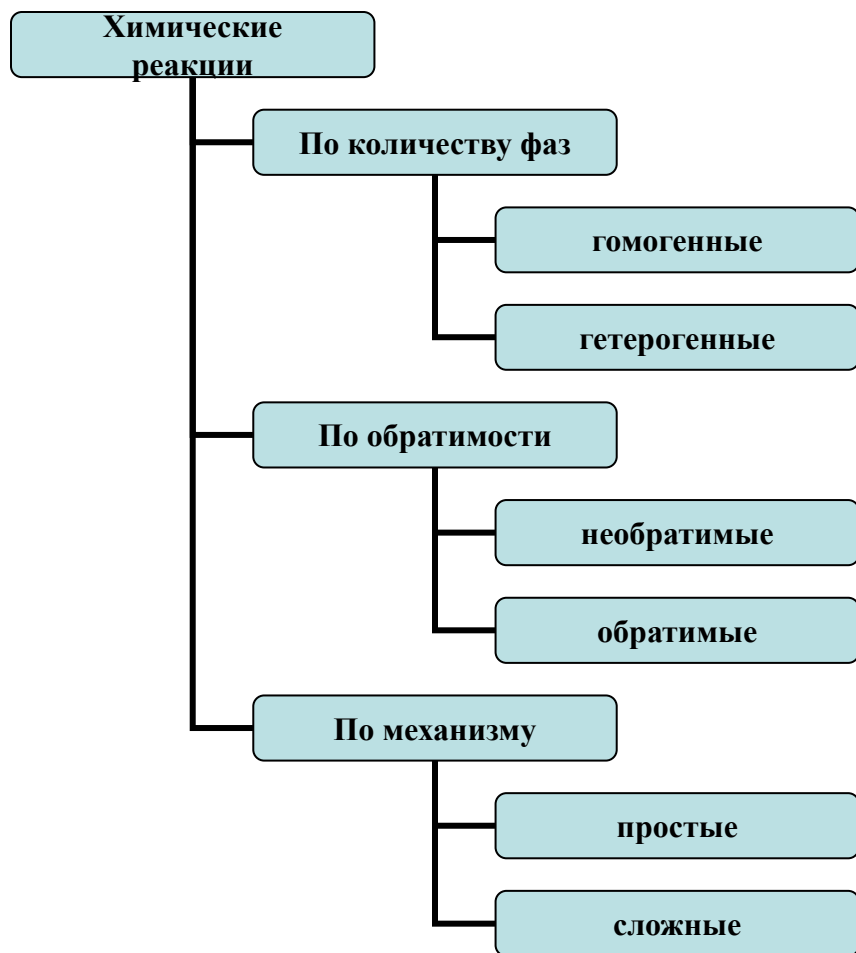 Химические
реакции
По количеству фаз
гомогенные
гетерогенные
По обратимости
необратимые
обратимые
По механизму
простые
сложные